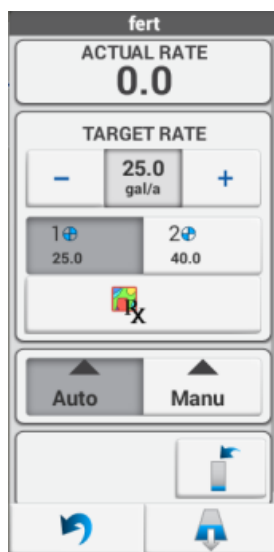 fert
ACTUAL RATE
0.0
TARGET RATE
− 25.0 +
gal/a
1 2
25.0 40.0
Rx
Auto Manu